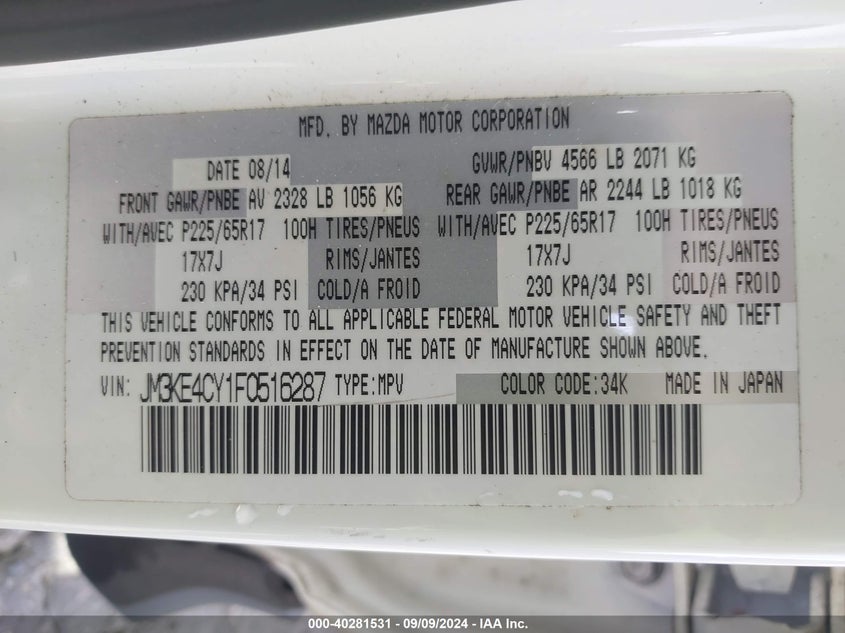 MFD. BY MAZDA MOTOR CORPORATION
DATE 08/14 GVWR/PNBV 4566 LB 2071 KG
FRONT GAWR/PNBE AV 2328 LB 1056 KG REAR GAWR/PNBE AR 2244 LB 1018 KG
WITH/AVEC P225/65R17 100H TIRES/PNEUS WITH/AVEC P225/65R17 100H TIRES/PNEUS
17X7J RIMS/JANTES 17X7J RIMS/JANTES
230 KPA/34 PSI COLD/A FROID 230 KPA/34 PSI COLD/A FROID
THIS VEHICLE CONFORMS TO ALL APPLICABLE FEDERAL MOTOR VEHICLE SAFETY AND THEFT
PREVENTION STANDARDS IN EFFECT ON THE DATE OF MANUFACTURE SHOWN ABOVE.
VIN: JM3KE4CY1F0516287 TYPE:MPV COLOR CODE:34K MADE IN JAPAN
000-40281531 - 09/09/2024 - IAA Inc.